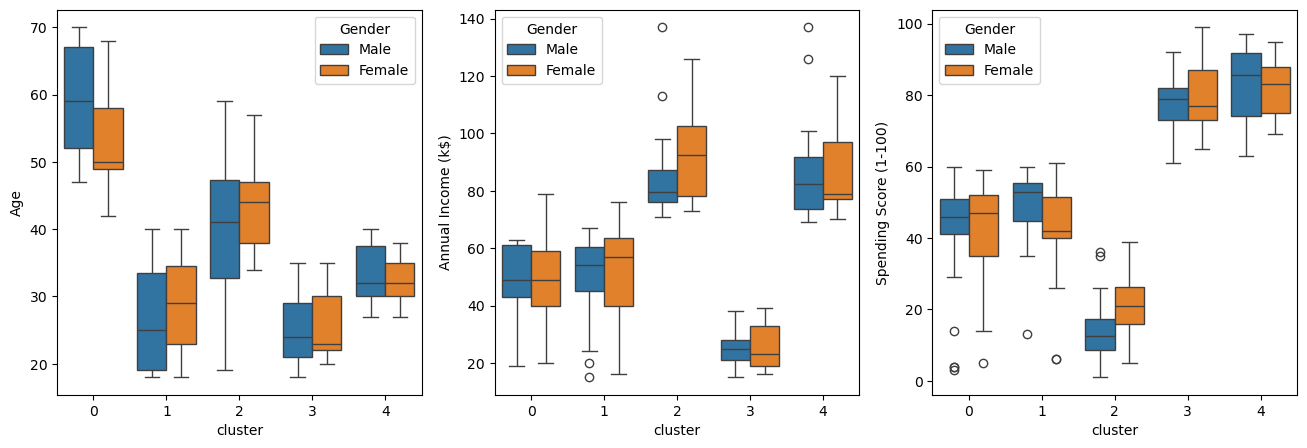 Age
70
60
50
40
30
20
Gender
Male
Female
0 1 2 3 4
cluster
Annual Income (k$)
140
120
100
80
60
40
20
Gender
Male
Female
0 1 2 3 4
cluster
Spending Score (1-100)
100
80
60
40
20
0
Gender
Male
Female
0 1 2 3 4
cluster